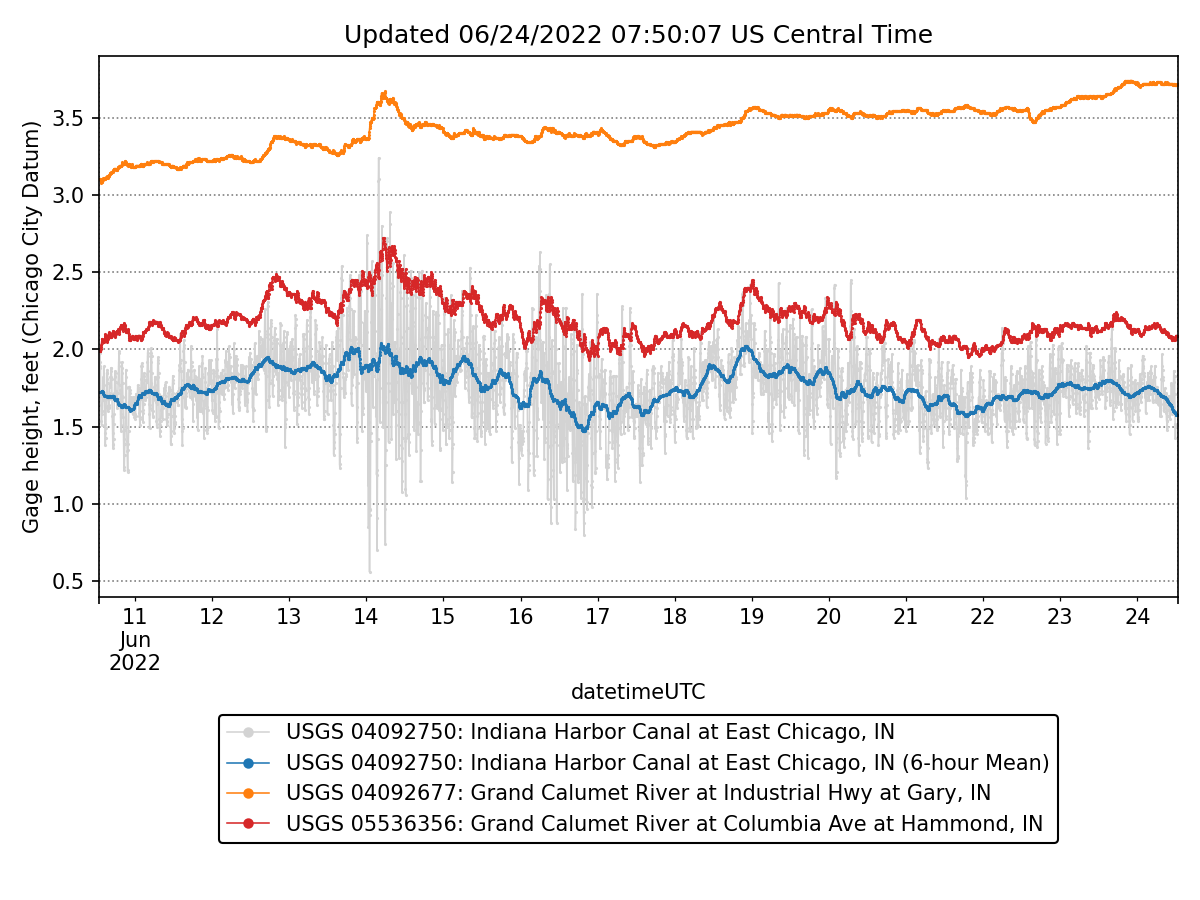 Updated 06/24/2022 07:50:07 US Central Time
Gage height, feet (Chicago City Datum)
3.5
3.0
2.5
2.0
1.5
1.0
0.5
11 12 13 14 15 16 17 18 19 20 21 22 23 24
Jun
2022
datetimeUTC
USGS 04092750: Indiana Harbor Canal at East Chicago, IN
USGS 04092750: Indiana Harbor Canal at East Chicago, IN (6-hour Mean)
USGS 04092677: Grand Calumet River at Industrial Hwy at Gary, IN
USGS 05536356: Grand Calumet River at Columbia Ave at Hammond, IN